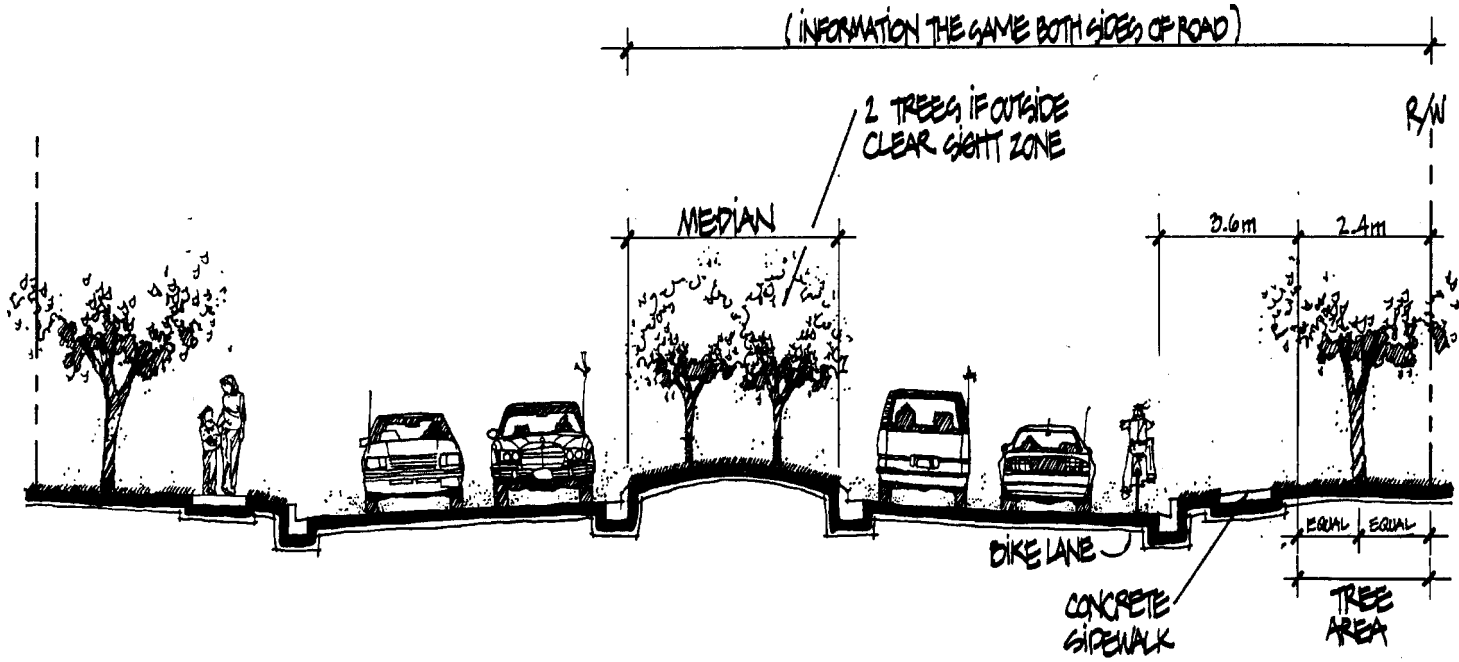 (INFORMATION THE SAME BOTH SIDES OF ROAD)
2 TREES IF OUTSIDE
CLEAR SIGHT ZONE
R/W
MEDIAN
3.6m
2.4m
EQUAL
EQUAL
BIKE LANE
CONCRETE
SIDEWALK
TREE
AREA